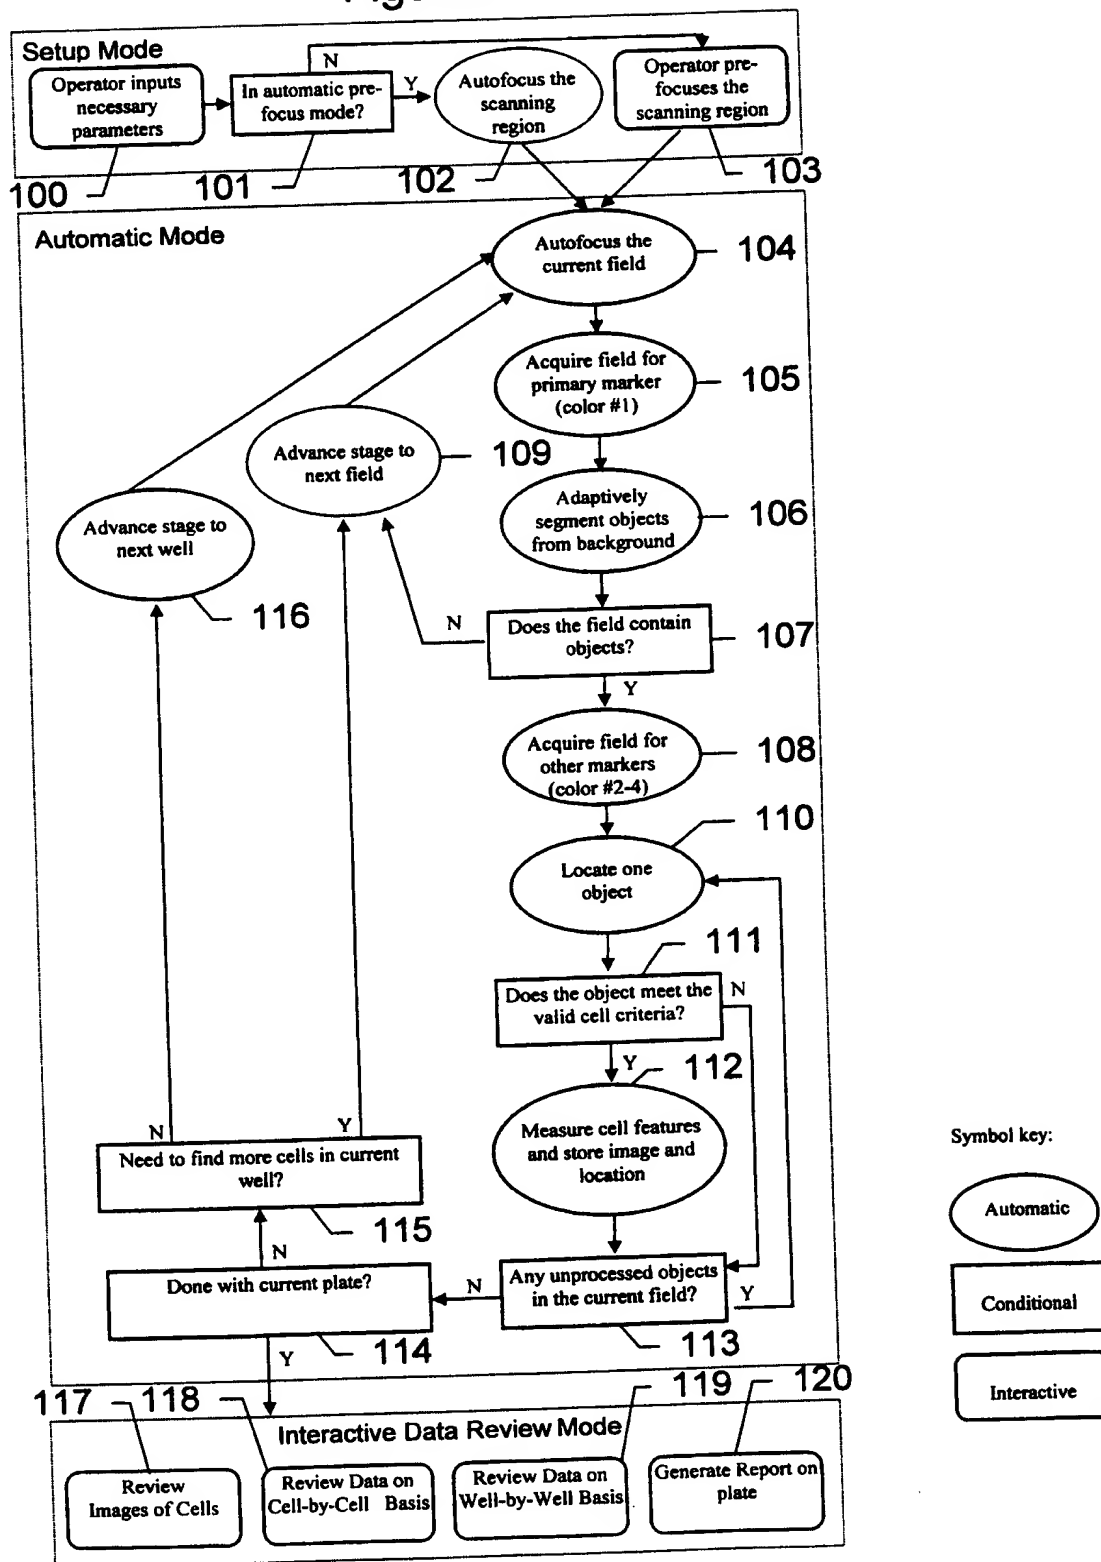 Setup Mode
Operator inputs
necessary
parameters
N
In automatic pre-
focus mode?
Y
Autofocus the
scanning
region
Operator pre-
focuses the
scanning region
100
101
102
103
Automatic Mode
Autofocus the
current field
104
Acquire field for
primary marker
(color #1)
105
Advance stage to
next field
109
Adaptively
segment objects
from background
106
Advance stage to
next well
116
N
Does the field contain
objects?
107
Y
Acquire field for
other markers
(color #2-4)
108
110
Locate one
object
111
Does the object meet the
valid cell criteria?
N
Y
112
Measure cell features
and store image and
location
N
Y
Need to find more cells in current
well?
115
N
Done with current plate?
N
Any unprocessed objects
in the current field?
Y
114
113
Y
Symbol key:
Automatic
Conditional
Interactive
117
118
119
120
Interactive Data Review Mode
Review
Images of Cells
Review Data on
Cell-by-Cell Basis
Review Data on
Well-by-Well Basis
Generate Report on
plate